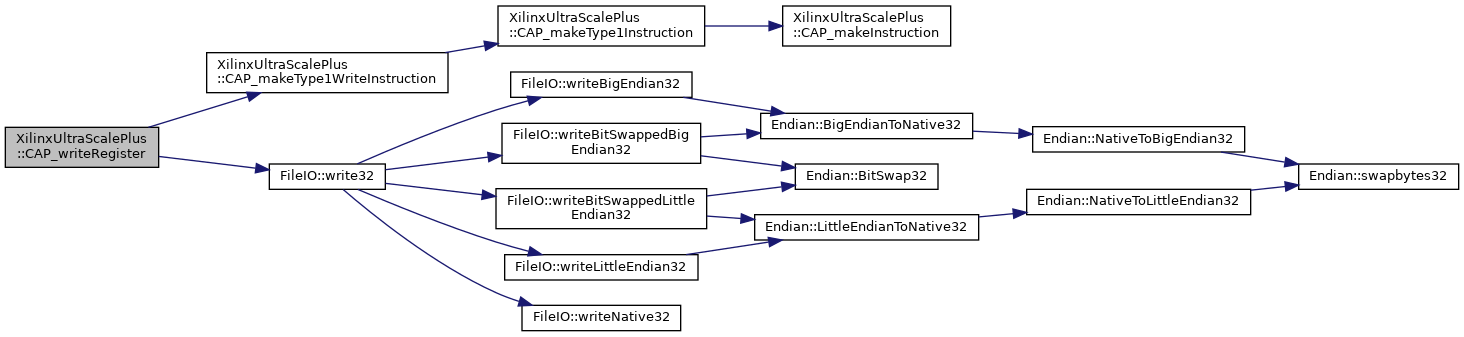 XilinxUltraScalePlus
::CAP_makeType1Instruction
XilinxUltraScalePlus
::CAP_makeInstruction
XilinxUltraScalePlus
::CAP_makeType1WriteInstruction
FileIO::writeBigEndian32
XilinxUltraScalePlus
::CAP_writeRegister
FileIO::writeBitSwappedBig
Endian32
Endian::BigEndianToNative32
Endian::NativeToBigEndian32
FileIO::write32
Endian::BitSwap32
Endian::swapbytes32
FileIO::writeBitSwappedLittle
Endian32
Endian::LittleEndianToNative32
Endian::NativeToLittleEndian32
FileIO::writeLittleEndian32
FileIO::writeNative32